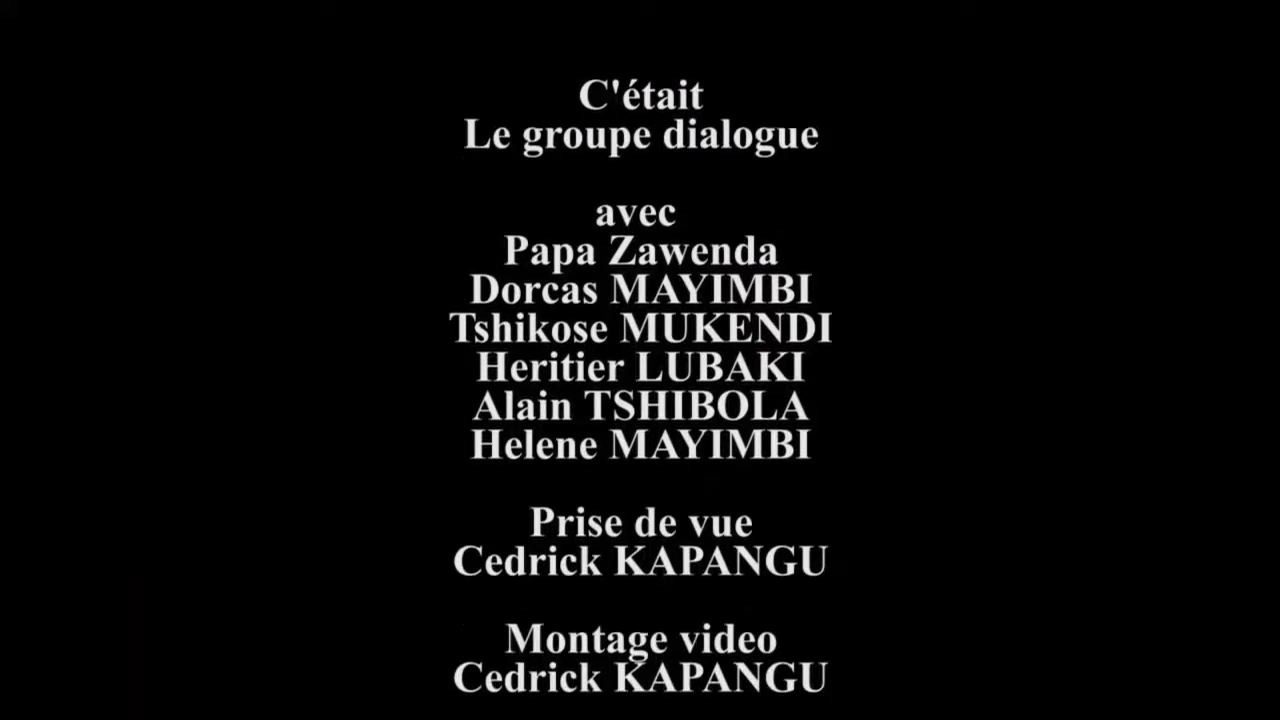 C'était
Le groupe dialogue
avec
Papa Zawenda
Dorcas MAYIMBI
Tshikose MUKENDI
Heritier LUBAKI
Alain TSHIBOLA
Helene MAYIMBI
Prise de vue
Cedrick KAPANGU
Montage video
Cedrick KAPANGU